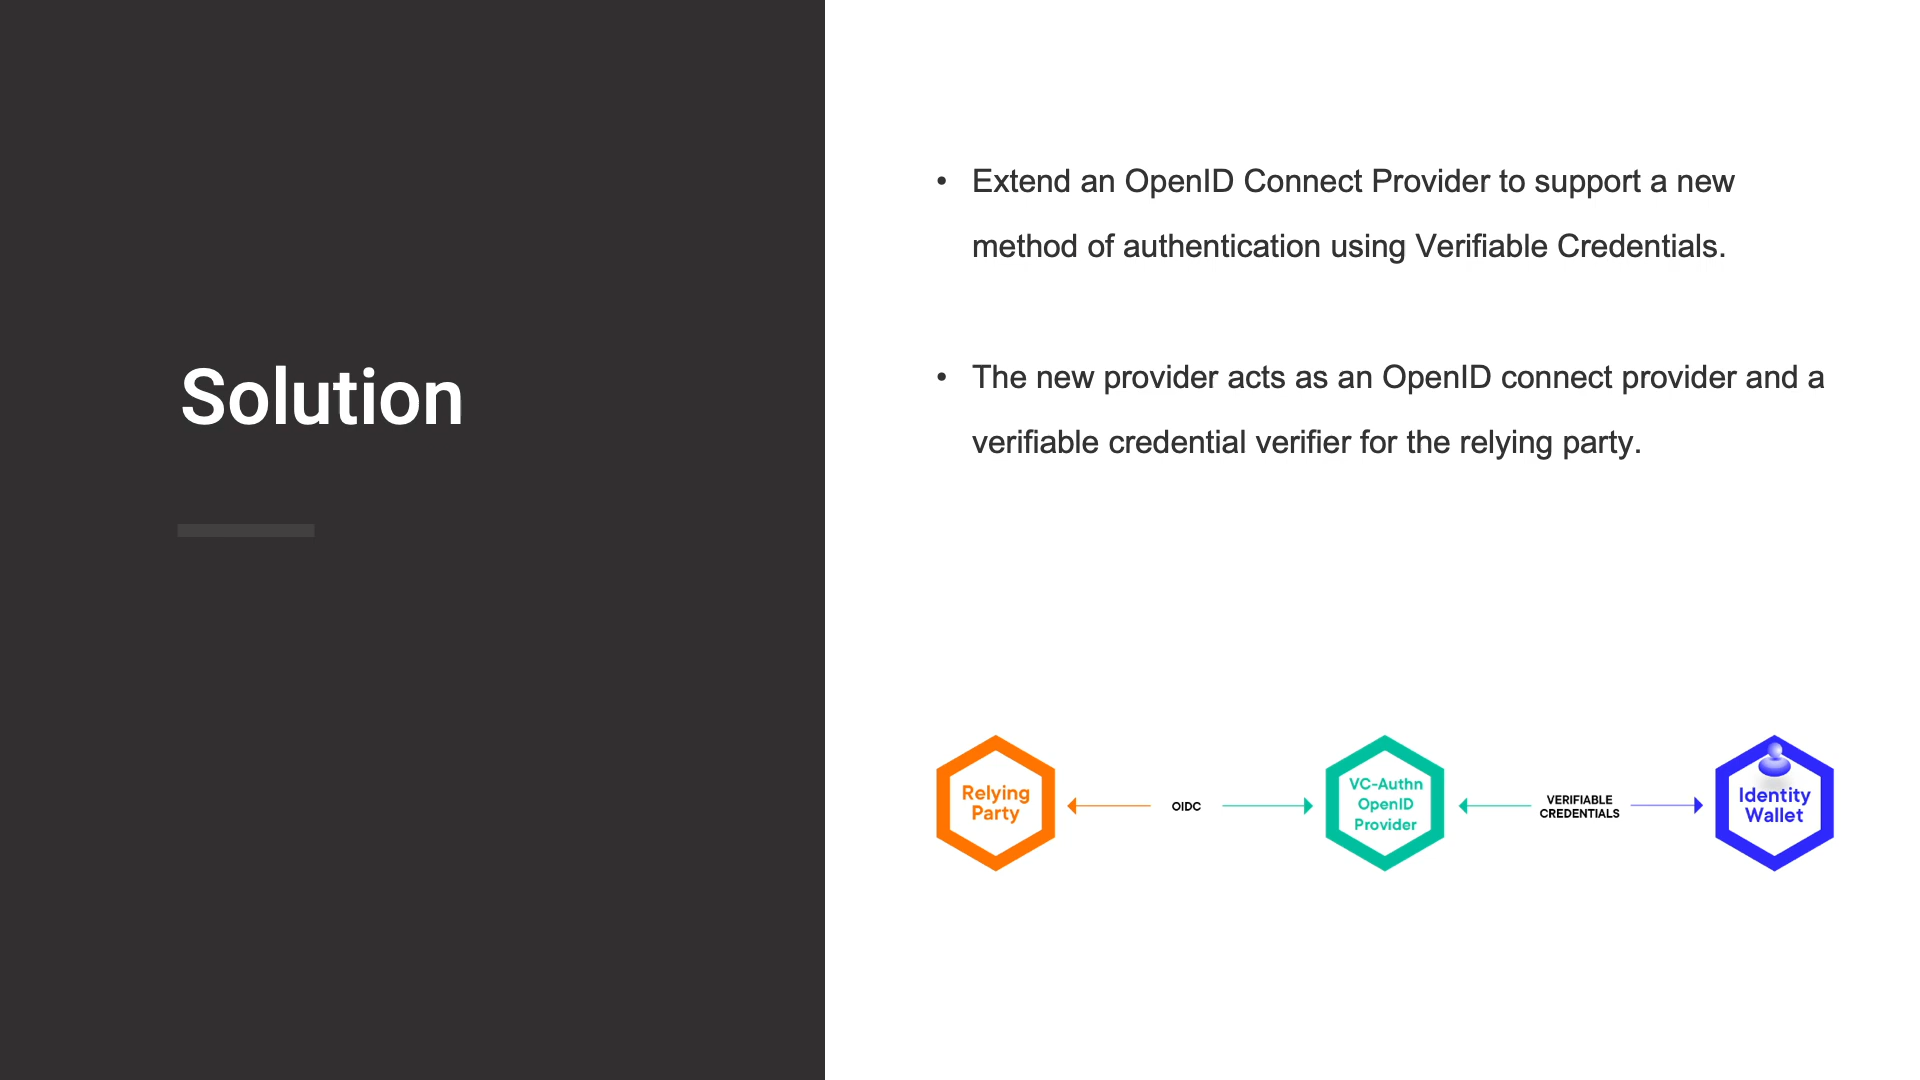 Solution
• Extend an OpenID Connect Provider to support a new
method of authentication using Verifiable Credentials.
• The new provider acts as an OpenID connect provider and a
verifiable credential verifier for the relying party.
Relying
Party
OIDC
VC-Authn
OpenID
Provider
VERIFIABLE
CREDENTIALS
Identity
Wallet